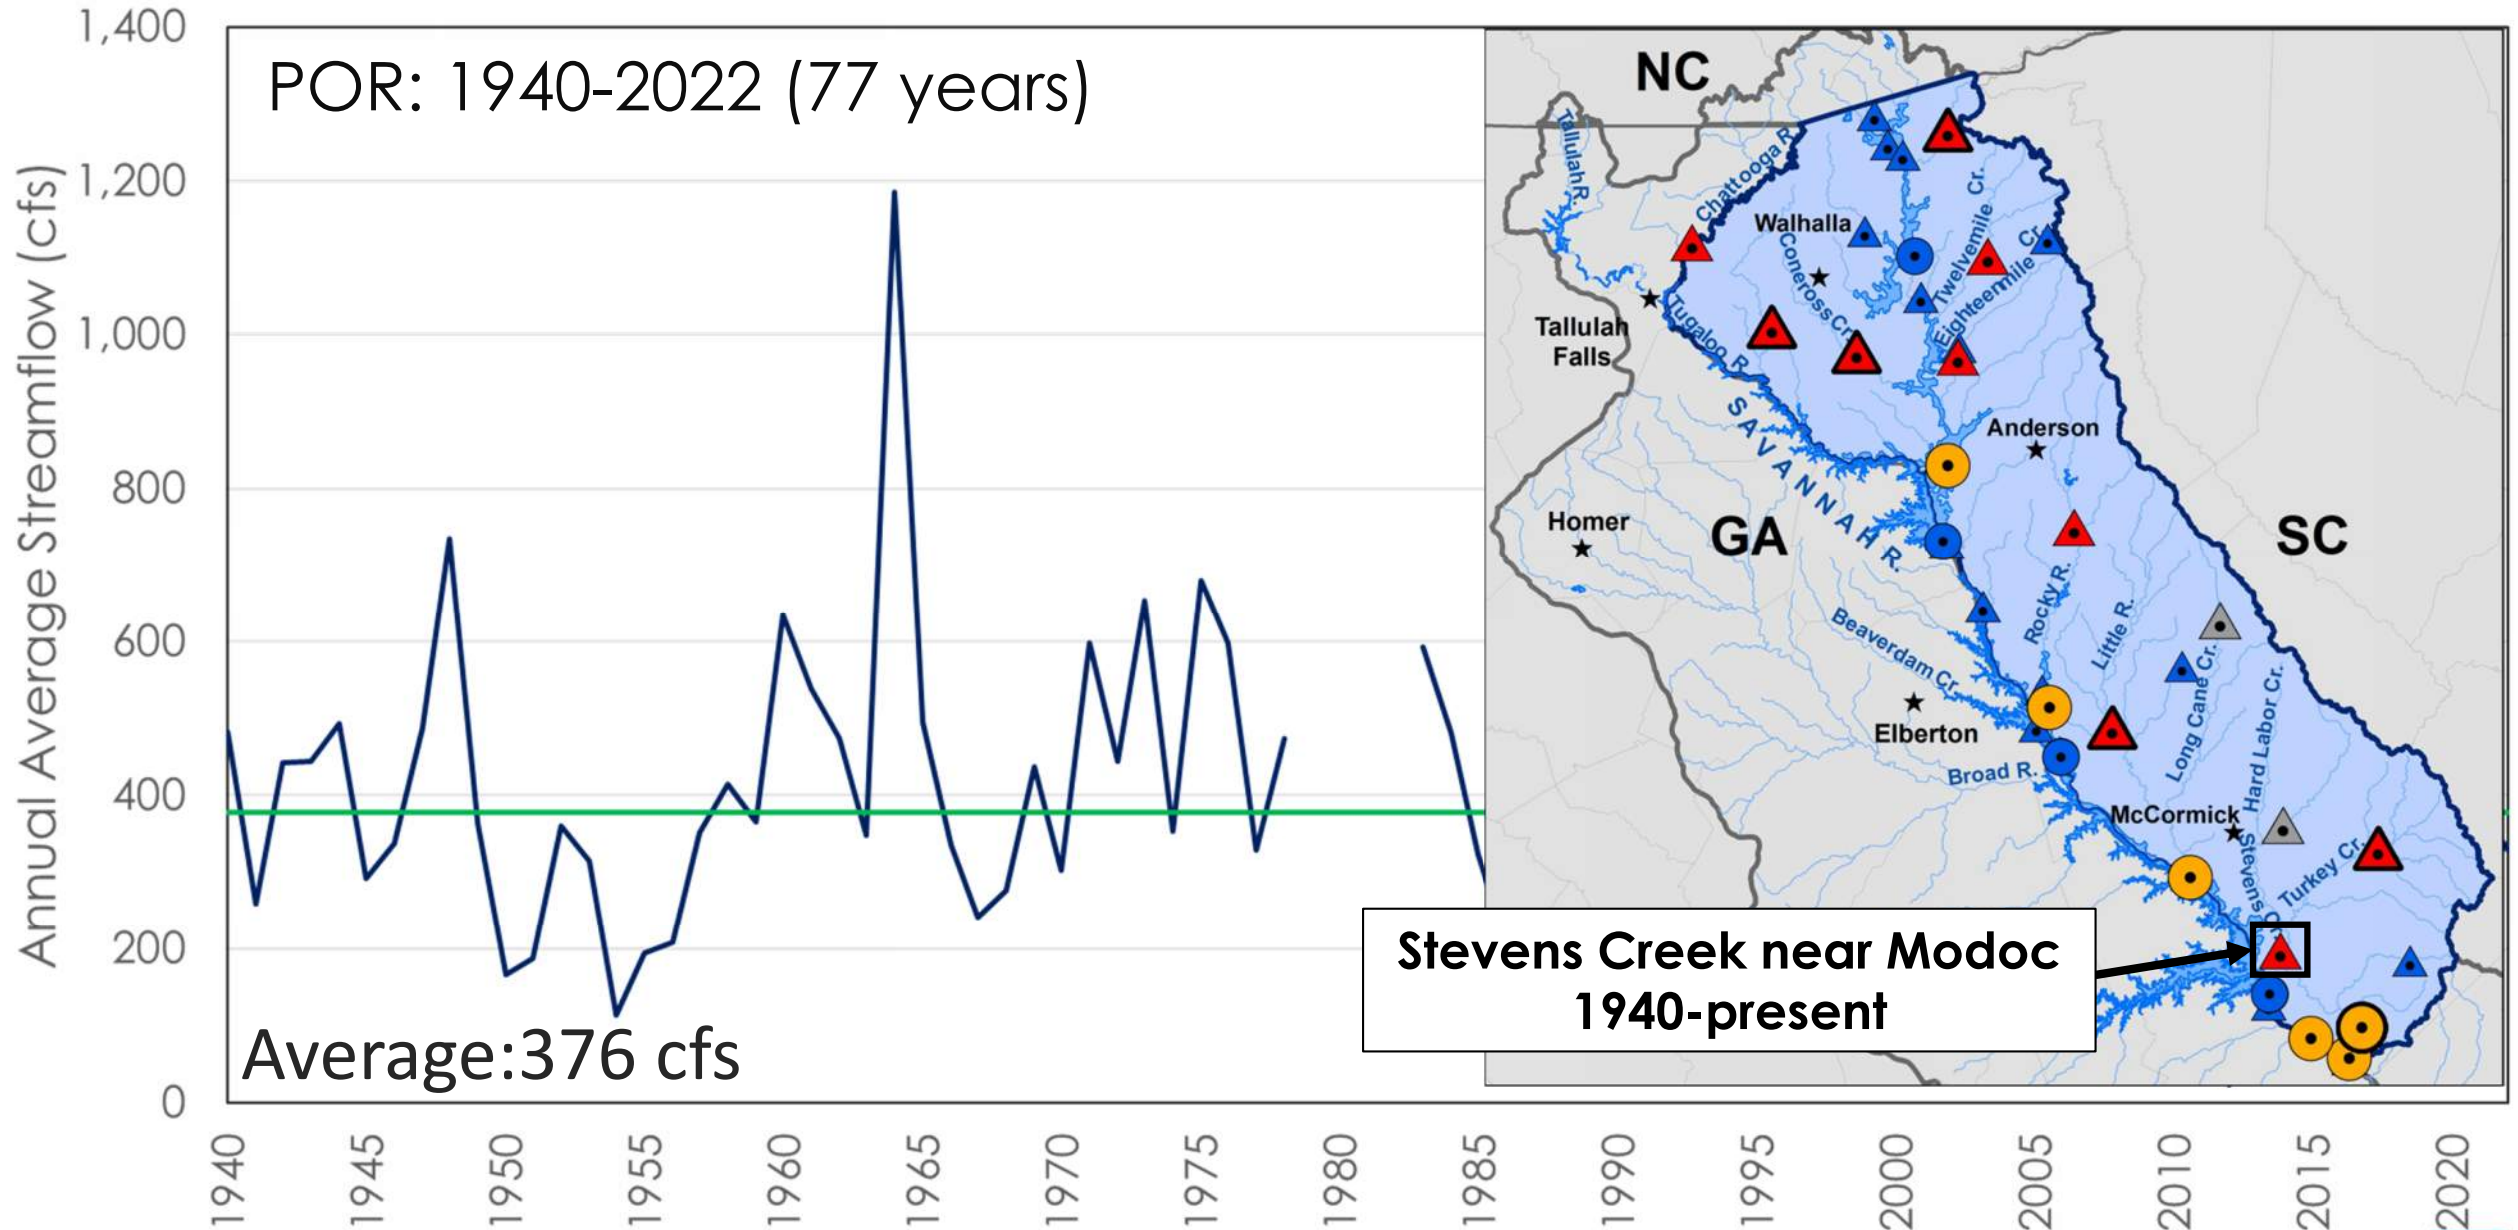 Annual Average Streamflow (cfs)
1,400
1,200
1,000
800
600
400
200
0
POR: 1940-2022 (77 years)
Average:376 cfs
1940
1945
1950
1955
1960
1965
1970
1975
1980
1985
1990
1995
2000
2005
2010
2015
2020
NC
Tallulah R.
Chattooga R.
Walhalla
Coneross Cr.
Twelvemile Cr.
Eighteenmile Cr.
Tallulah
Falls
Tugaloo R.
SAVANNAH R.
Anderson
Homer
GA
SC
Rocky R.
Little R.
Beaverdam Cr.
Elberton
Long Cane Cr.
Hard Labor Cr.
Broad R.
McCormick
Stevens Cr.
Turkey Cr.
Stevens Creek near Modoc
1940-present